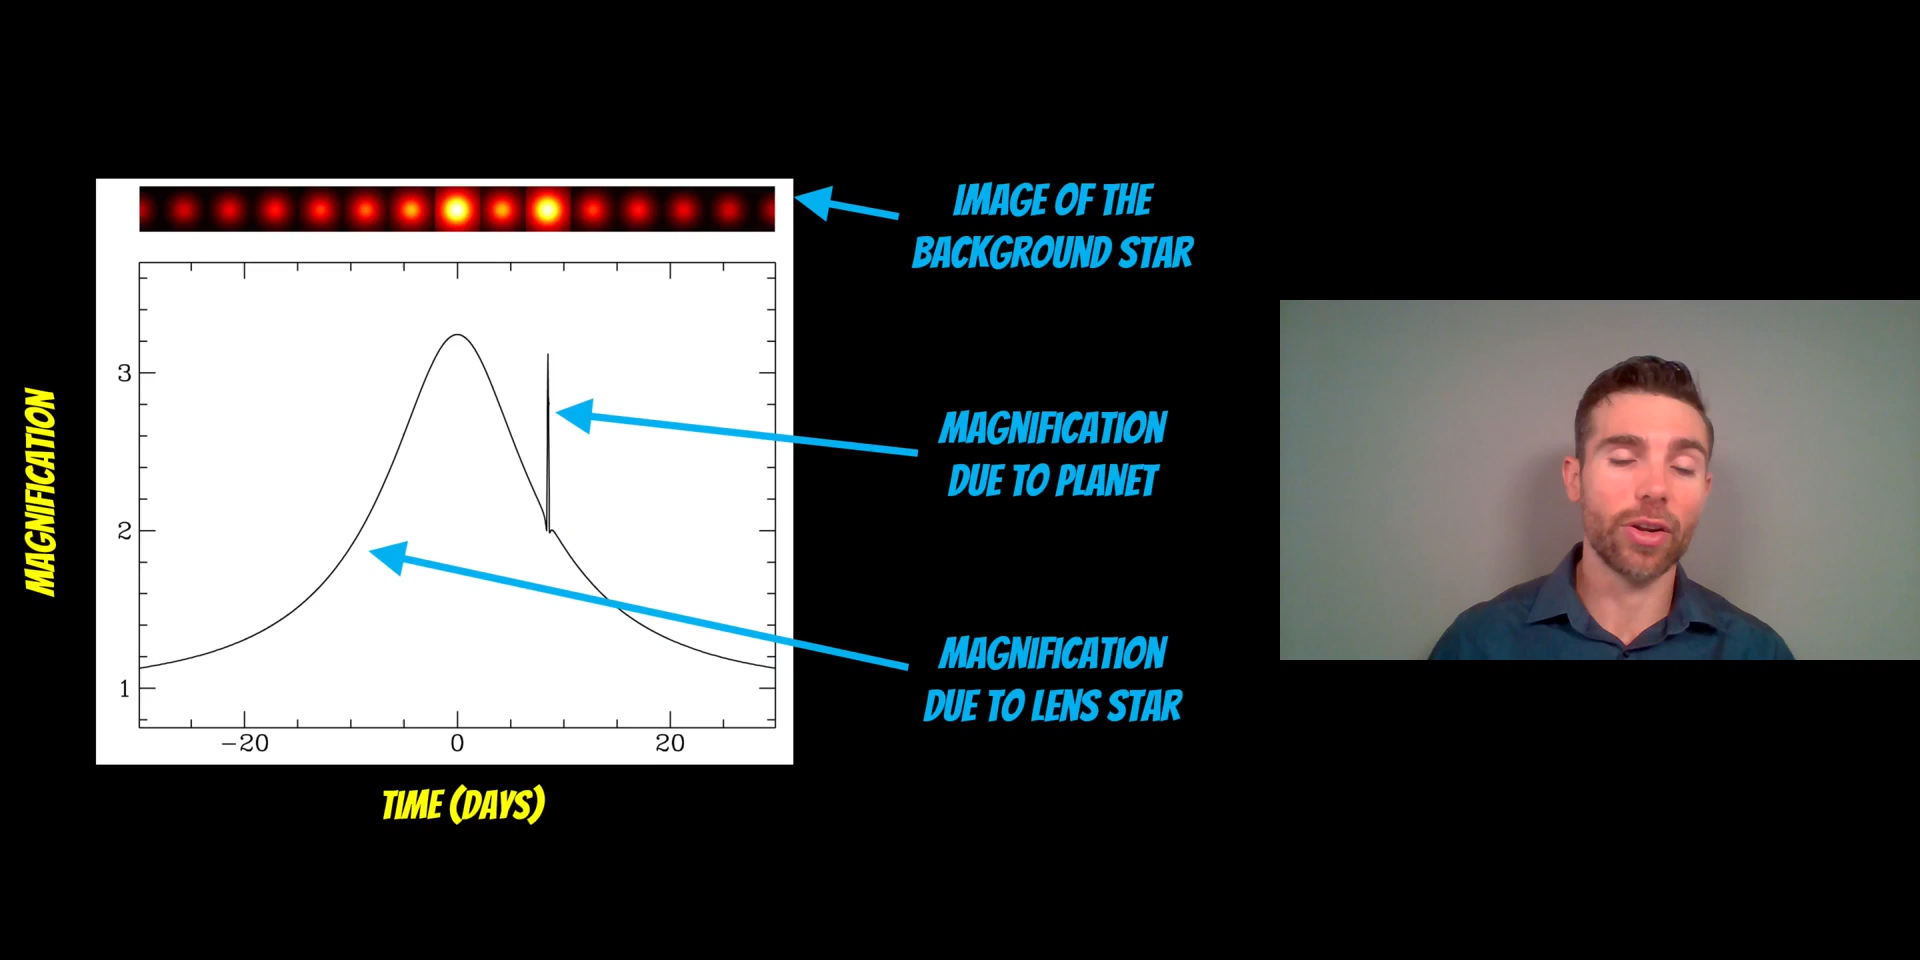 IMAGE OF THE
BACKGROUND STAR
3
MAGNIFICATION
DUE TO PLANET
2
MAGNIFICATION
MAGNIFICATION
DUE TO LENS STAR
1
-20
0
20
TIME (DAYS)